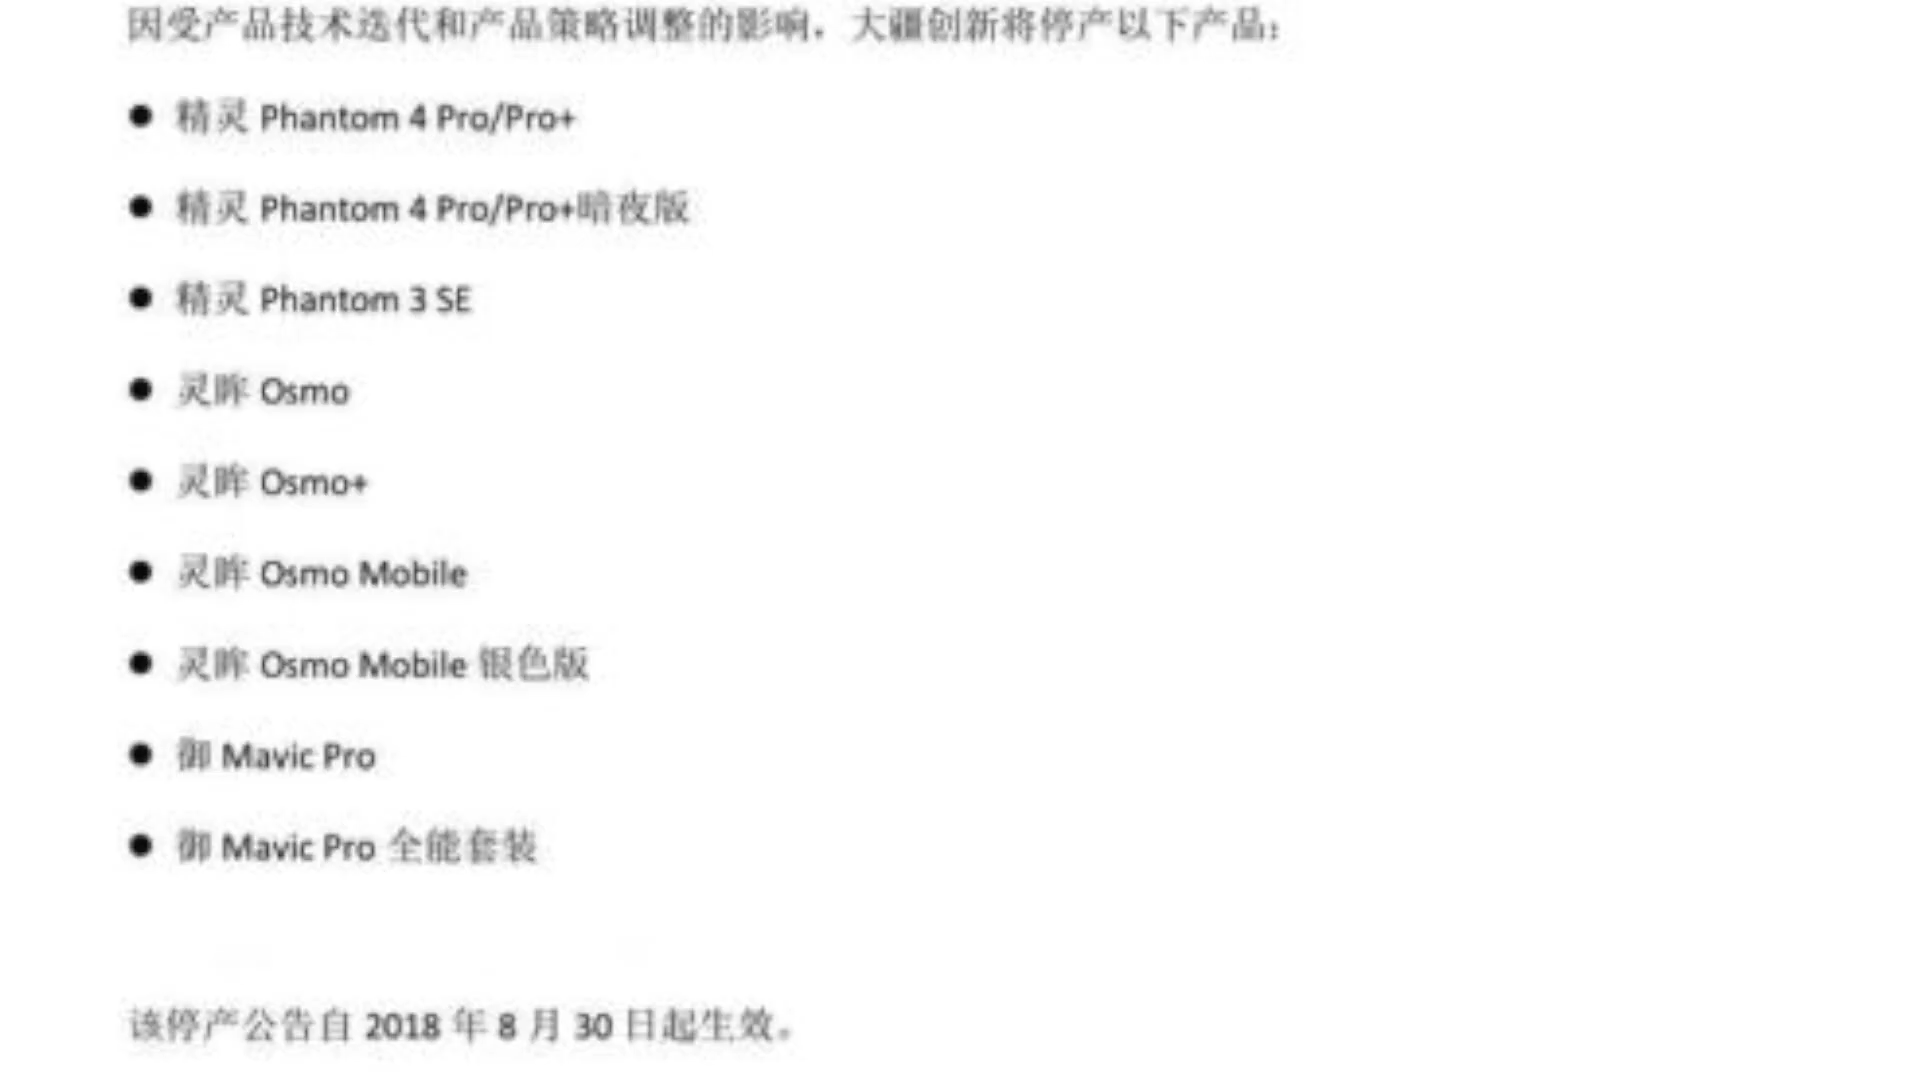 因受产品技术迭代和产品策略调整的影响，大疆创新将停产以下产品：
● 精灵 Phantom 4 Pro/Pro+
● 精灵 Phantom 4 Pro/Pro+暗夜版
● 精灵 Phantom 3 SE
● 灵眸 Osmo
● 灵眸 Osmo+
● 灵眸 Osmo Mobile
● 灵眸 Osmo Mobile 银色版
● 御 Mavic Pro
● 御 Mavic Pro 全能套装
该停产公告自 2018 年 8 月 30 日起生效。